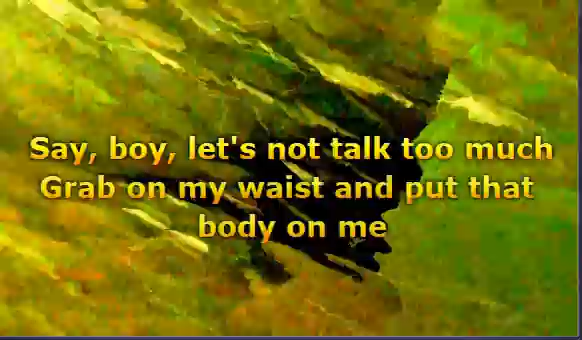 Say, boy, let's not talk too much
Grab on my waist and put that
body on me